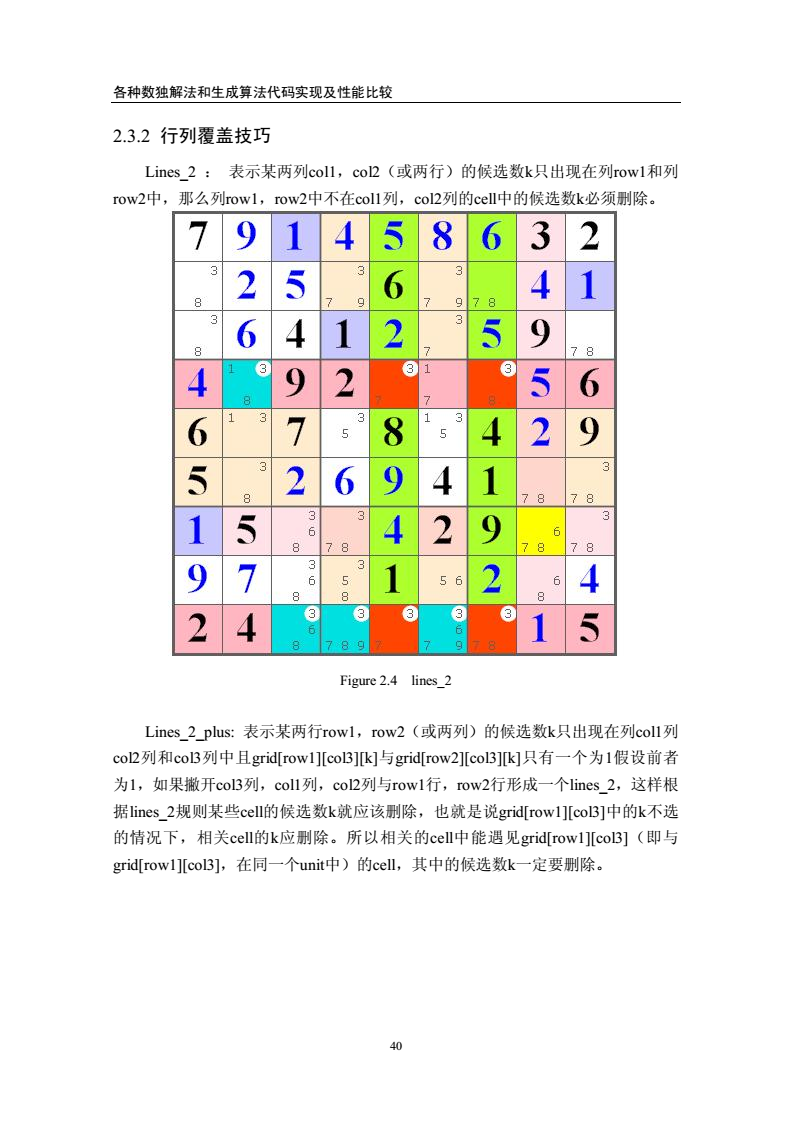 各种数独解法和生成算法代码实现及性能比较
2.3.2 行列覆盖技巧
Lines_2 ： 表示某两列col1，col2（或两行）的候选数k只出现在列row1和列
row2中，那么列row1，row2中不在col1列，col2列的cell中的候选数k必须删除。
7 9 1 4 5 8 6 3 2
3 3 3
2 5 6 4 1
8 7 9 7 9 7 8
3 3
6 4 1 2 5 9
8 7 7 8
1 3 3 1 3
4 9 2 5 6
8 7 7 8
1 3 3 1 3
6 7 5 8 5 4 2 9
3 3
5 2 6 9 4 1
8 7 8 7 8
3 3 3
1 5 6 4 2 9 6
8 7 8 7 8 7 8
3 3
9 7 6 5 1 5 6 2 6 4
8 8 8
3 3 3 3 3
2 4 6 6 1 5
8 7 8 9 7 7 9 7 8
Figure 2.4 lines_2
Lines_2_plus: 表示某两行row1，row2（或两列）的候选数k只出现在列col1列
col2列和col3列中且grid[row1][col3][k]与grid[row2][col3][k]只有一个为1假设前者
为1，如果撇开col3列，col1列，col2列与row1行，row2行形成一个lines_2，这样根
据lines_2规则某些cell的候选数k就应该删除，也就是说grid[row1][col3]中的k不选
的情况下，相关cell的k应删除。所以相关的cell中能遇见grid[row1][col3]（即与
grid[row1][col3]，在同一个unit中）的cell，其中的候选数k一定要删除。
40